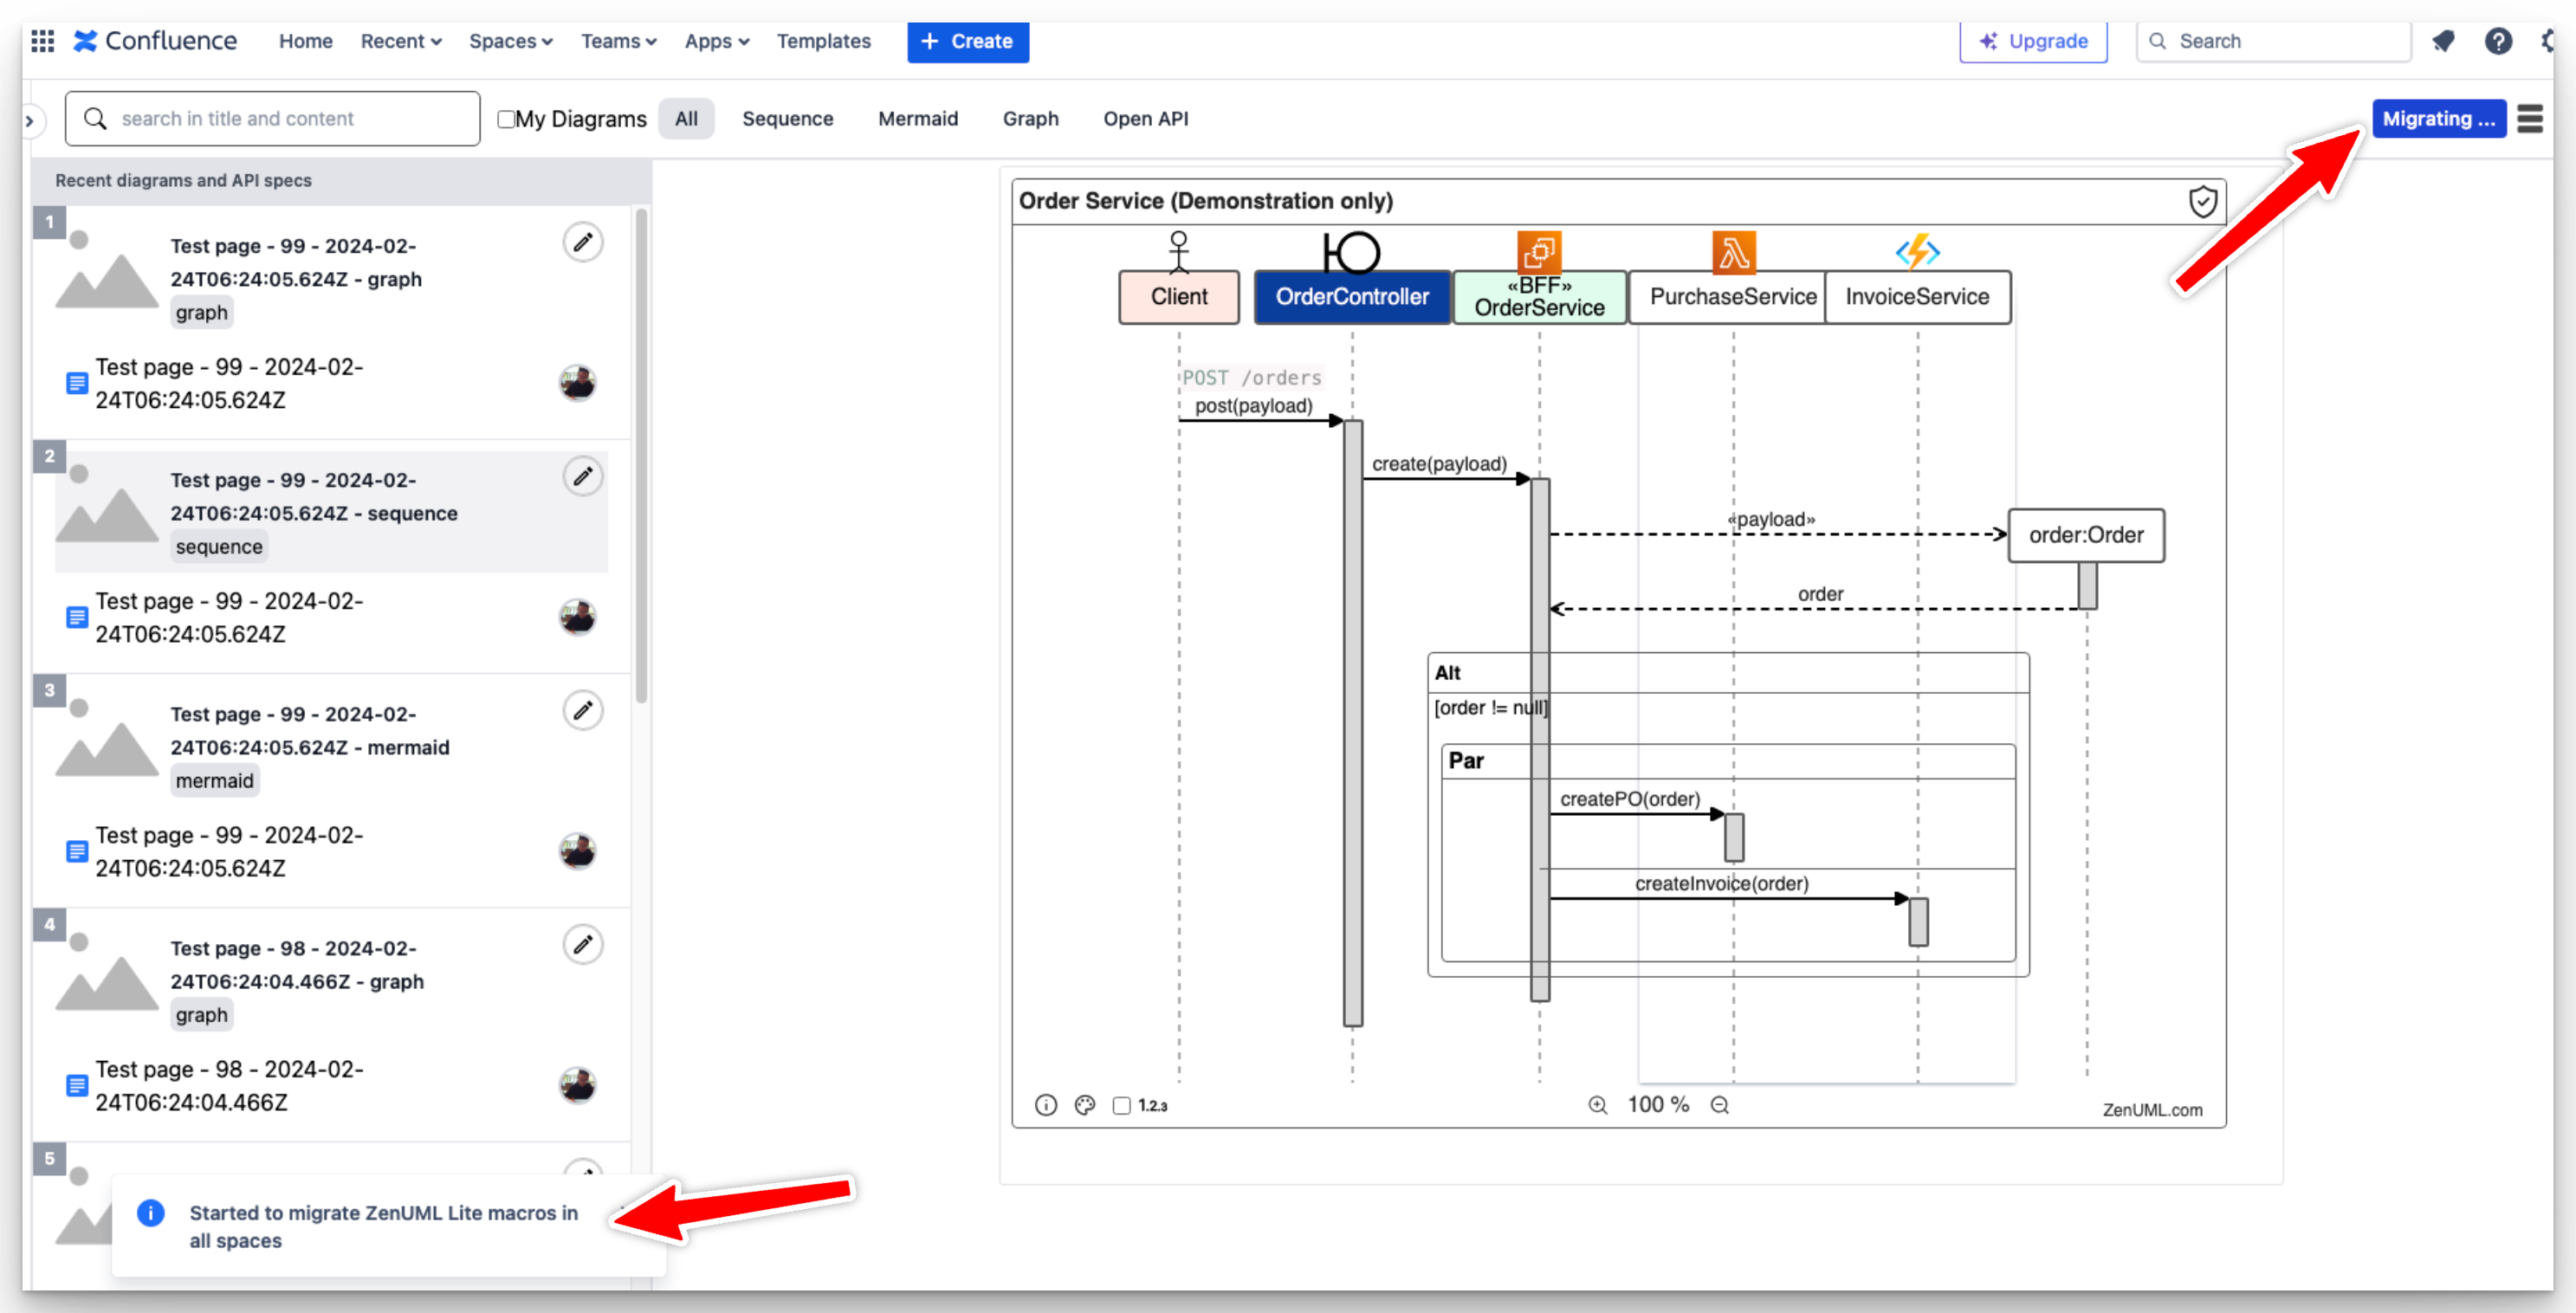 Confluence
Home
Recent
Spaces
Teams
Apps
Templates
+ Create
Upgrade
Search
search in title and content
My Diagrams
All
Sequence
Mermaid
Graph
Open API
Migrating ...
Recent diagrams and API specs
1
Test page - 99 - 2024-02-
24T06:24:05.624Z - graph
graph
Test page - 99 - 2024-02-
24T06:24:05.624Z
2
Test page - 99 - 2024-02-
24T06:24:05.624Z - sequence
sequence
Test page - 99 - 2024-02-
24T06:24:05.624Z
3
Test page - 99 - 2024-02-
24T06:24:05.624Z - mermaid
mermaid
Test page - 99 - 2024-02-
24T06:24:05.624Z
4
Test page - 98 - 2024-02-
24T06:24:04.466Z - graph
graph
Test page - 98 - 2024-02-
24T06:24:04.466Z
5
Started to migrate ZenUML Lite macros in
all spaces
Order Service (Demonstration only)
Client
OrderController
«BFF»
OrderService
PurchaseService
InvoiceService
POST /orders
post(payload)
create(payload)
«payload»
order:Order
order
Alt
[order != null]
Par
createPO(order)
createInvoice(order)
1.2.3
100 %
ZenUML.com